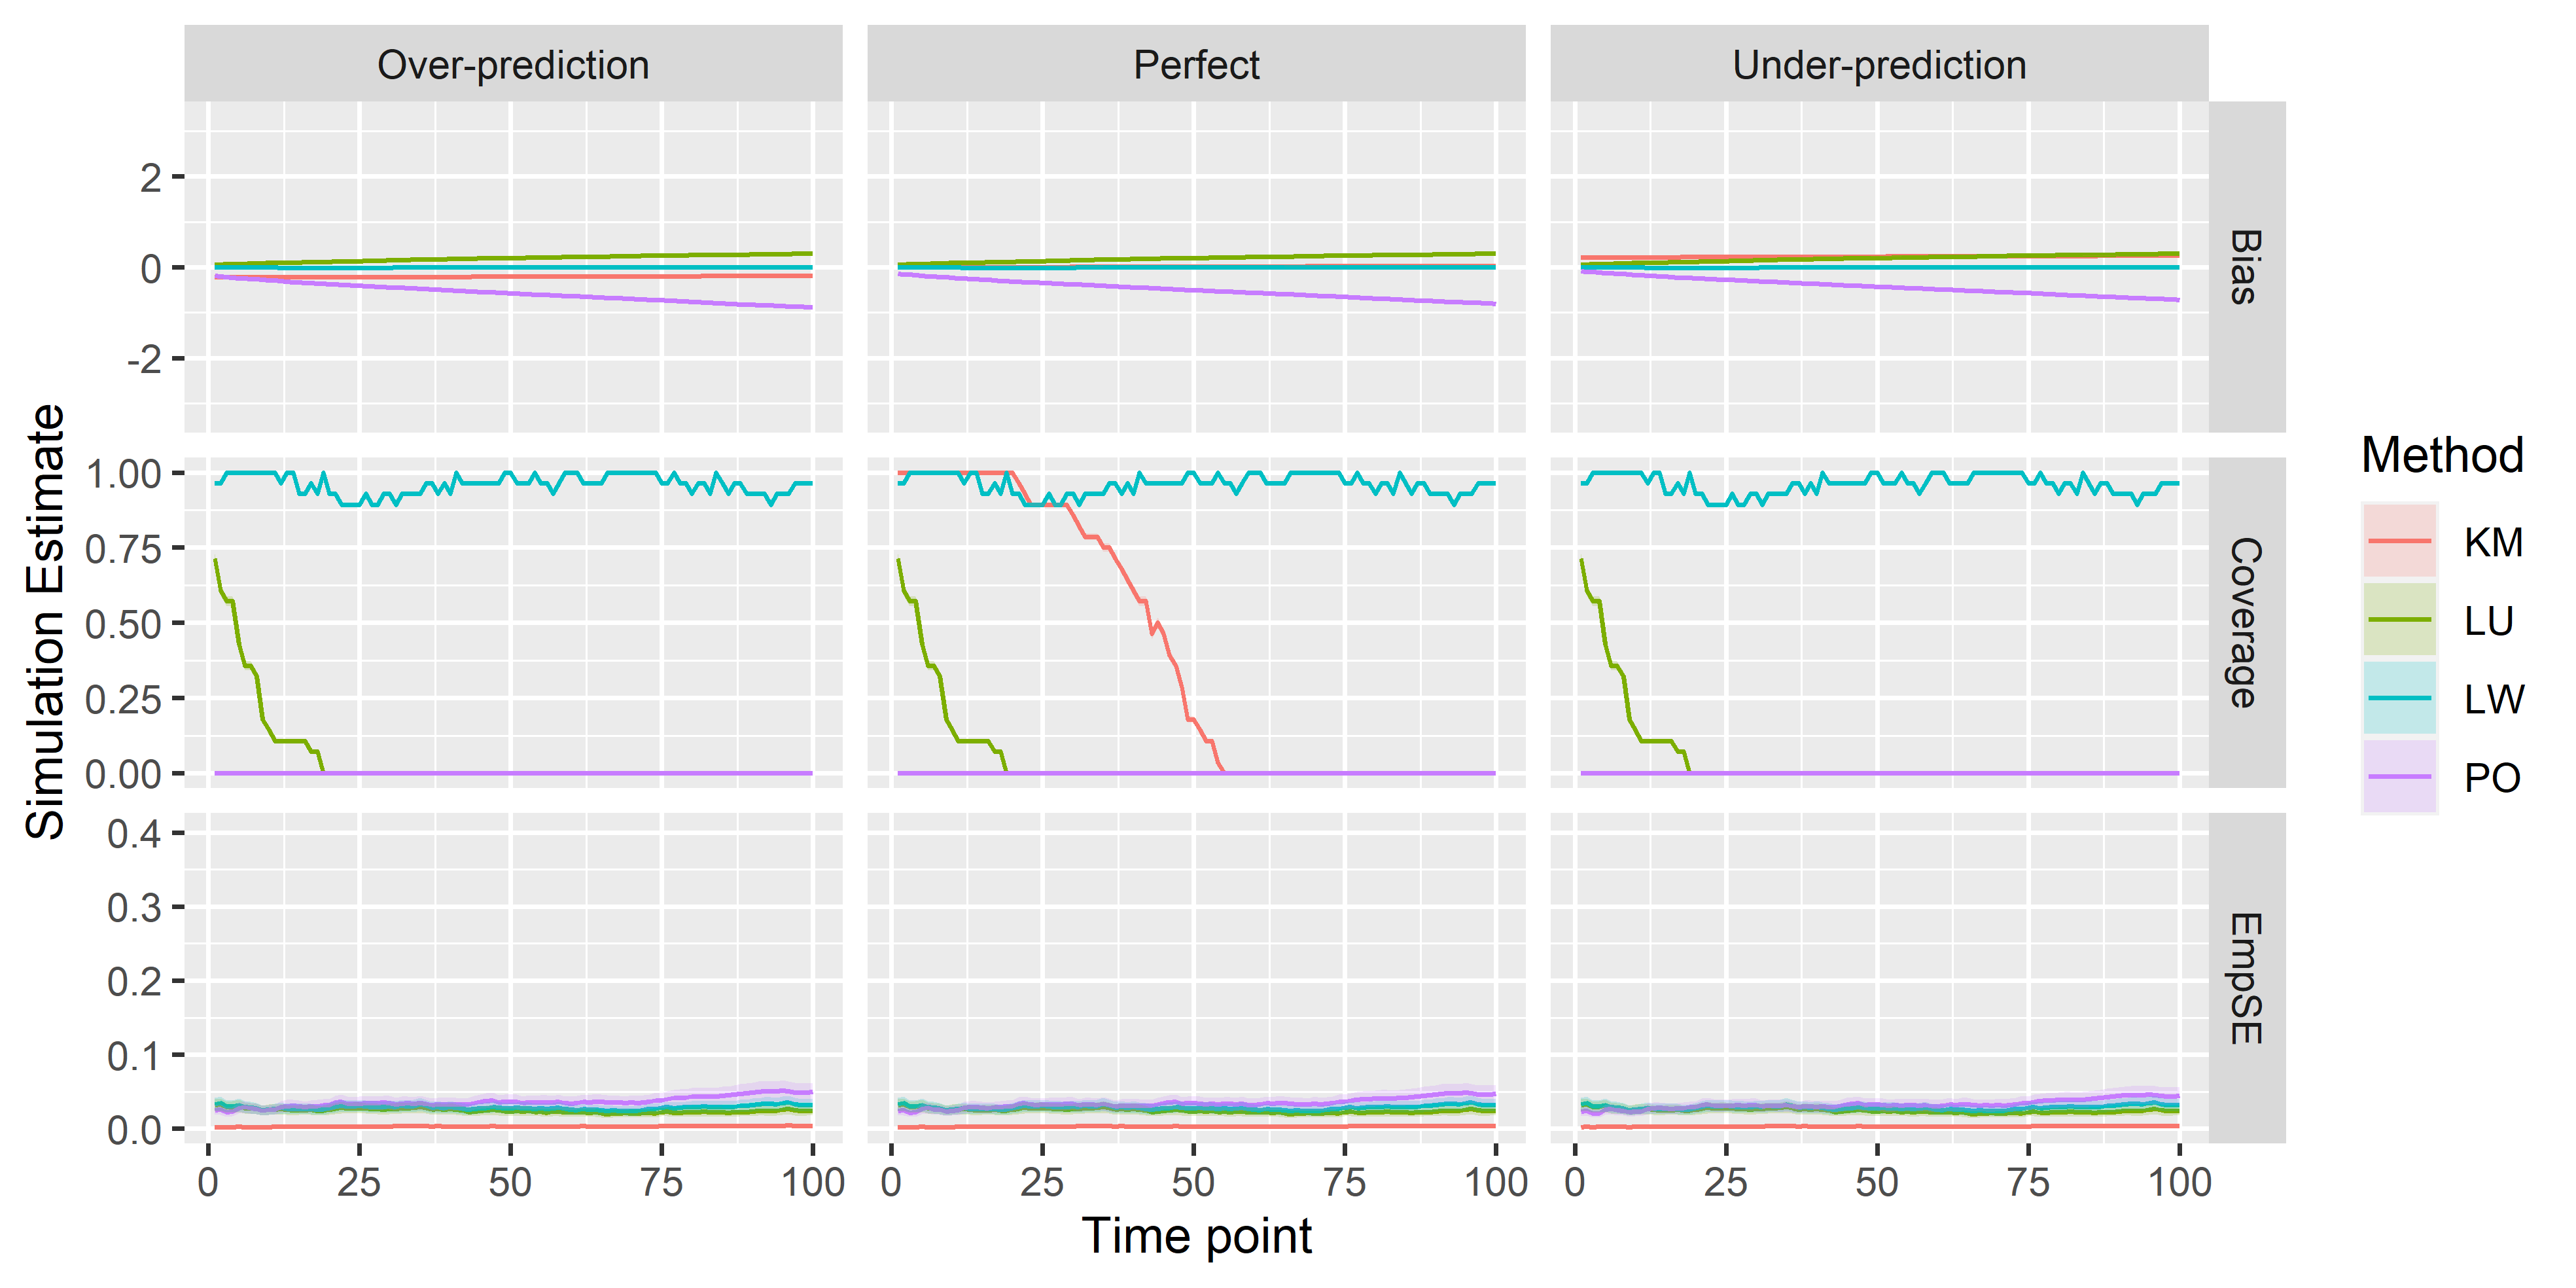 Over-prediction
Perfect
Under-prediction
Simulation Estimate
2
0
-2
Bias
1.00
0.75
0.50
0.25
0.00
Coverage
0.4
0.3
0.2
0.1
0.0
EmpSE
0 25 50 75 100
0 25 50 75 100
0 25 50 75 100
Time point
Method
KM
LU
LW
PO